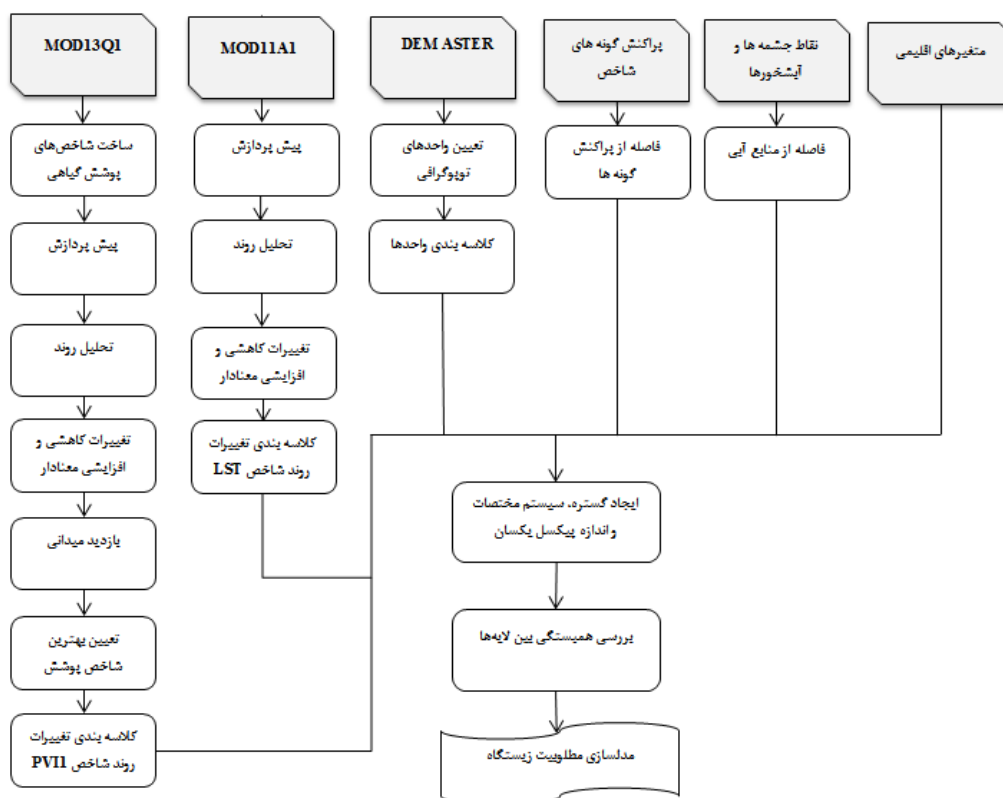 MOD13Q1
ساخت شاخص‌های
پوشش گیاهی
پیش پردازش
تحلیل روند
تغییرات کاهشی و
افزایشی معنادار
بازدید میدانی
تعیین بهترین
شاخص پوشش
کلاسه بندی تغییرات
روند شاخص PVI1
MOD11A1
پیش پردازش
تحلیل روند
تغییرات کاهشی و
افزایشی معنادار
کلاسه بندی تغییرات
روند شاخص LST
DEM ASTER
تعیین واحدهای
توپوگرافی
کلاسه بندی واحدها
پراکنش گونه های
شاخص
فاصله از پراکنش
گونه ها
نقاط چشمه ها و
آبشخورها
فاصله از منابع آبی
متغیرهای اقلیمی
ایجاد گستره، سیستم مختصات
و اندازه پیکسل یکسان
بررسی همبستگی بین لایه‌ها
مدلسازی مطلوبیت زیستگاه